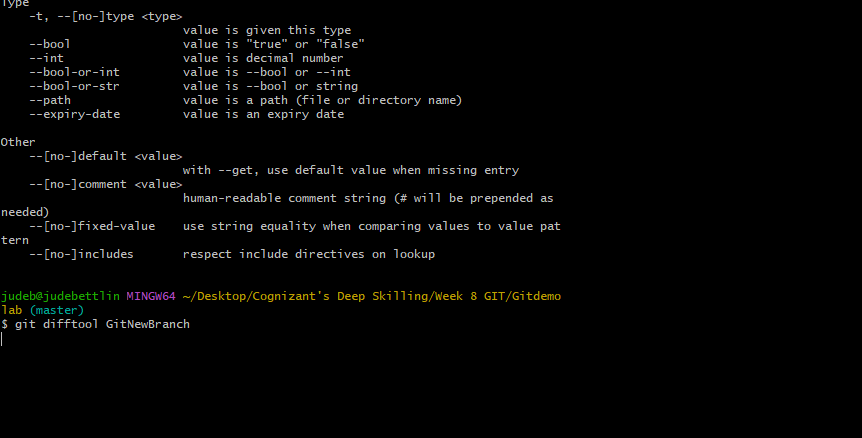 Type
    -t, --[no-]type <type>
                          value is given this type
    --bool                value is "true" or "false"
    --int                 value is decimal number
    --bool-or-int         value is --bool or --int
    --bool-or-str         value is --bool or string
    --path                value is a path (file or directory name)
    --expiry-date         value is an expiry date

Other
    --[no-]default <value>
                          with --get, use default value when missing entry
    --[no-]comment <value>
                          human-readable comment string (# will be prepended as
needed)
    --[no-]fixed-value    use string equality when comparing values to value pat
tern
    --[no-]includes       respect include directives on lookup


judeb@judebettlin MINGW64 ~/Desktop/Cognizant's Deep Skilling/Week 8 GIT/Gitdemo
lab (master)
$ git difftool GitNewBranch